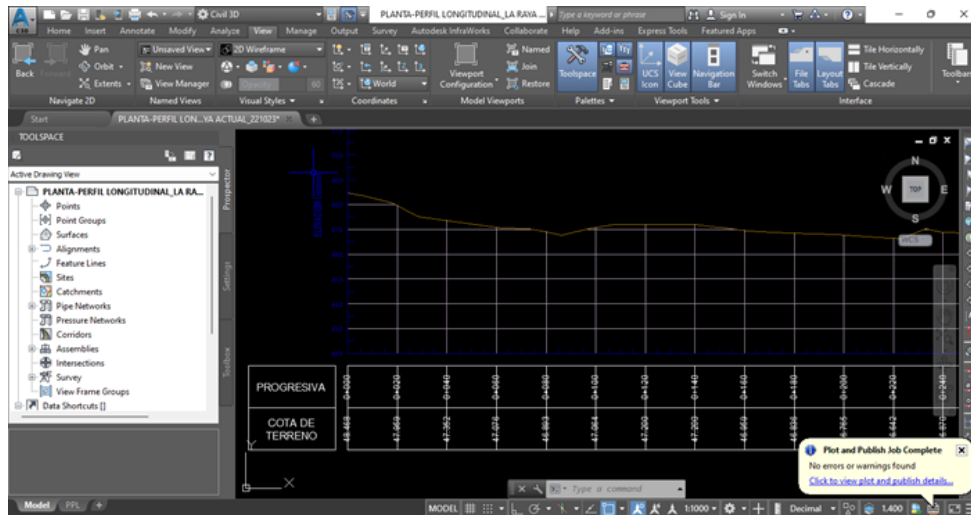 Civil 3D
PLANTA-PERFIL LONGITUDINAL_LA RAYA ...
Type a keyword or phrase
Sign In
C3D
Home Insert Annotate Modify Analyze View Manage Output Survey Autodesk InfraWorks Collaborate Help Add-ins Express Tools Featured Apps
Back
Forward
Pan
Orbit
Extents
Unsaved View
New View
View Manager
2D Wireframe
Opacity 60
World
Viewport Configuration
Named
Join
Restore
Toolspace
UCS Icon
View Cube
Navigation Bar
Switch Windows
File Tabs
Layout Tabs
Tile Horizontally
Tile Vertically
Cascade
Toolbar
Navigate 2D
Named Views
Visual Styles
Coordinates
Model Viewports
Palettes
Viewport Tools
Interface
Start
PLANTA-PERFIL LON...YA ACTUAL_221023*
TOOLSPACE
Active Drawing View
PLANTA-PERFIL LONGITUDINAL_LA RA...
Points
Point Groups
Surfaces
Alignments
Feature Lines
Sites
Catchments
Pipe Networks
Pressure Networks
Corridors
Assemblies
Intersections
Survey
View Frame Groups
Data Shortcuts []
Prospector
Settings
Toolbox
N
W
TOP
E
S
WCS
PROGRESIVA
0+000 0+020 0+040 0+060 0+080 0+100 0+120 0+140 0+160 0+180 0+200 0+220 0+240
COTA DE
TERRENO
Y
X
Type a command
Plot and Publish Job Complete
No errors or warnings found
Click to view plot and publish details...
Model PPL
MODEL
1:1000
Decimal
1.400